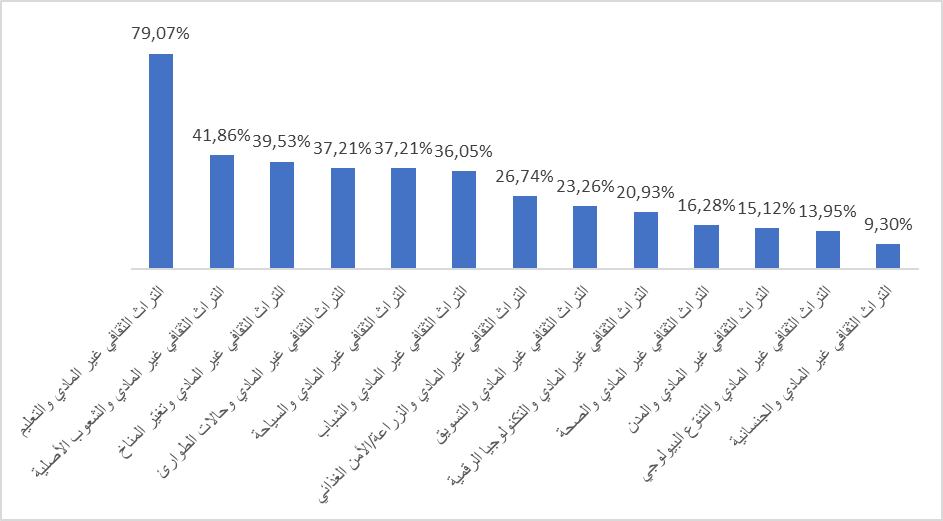 79,07%
41,86%
39,53%
37,21%
37,21%
36,05%
26,74%
23,26%
20,93%
16,28%
15,12%
13,95%
9,30%
التراث الثقافي غير المادي والتعليم
التراث الثقافي غير المادي والشعوب الأصلية
التراث الثقافي غير المادي وتغيّر المناخ
التراث الثقافي غير المادي وحالات الطوارئ
التراث الثقافي غير المادي والسياحة
التراث الثقافي غير المادي والشباب
التراث الثقافي غير المادي والزراعة/الأمن الغذائي
التراث الثقافي غير المادي والتسويق
التراث الثقافي غير المادي والتكنولوجيا الرقمية
التراث الثقافي غير المادي والصحة
التراث الثقافي غير المادي والمدن
التراث الثقافي غير المادي والتنوّع البيولوجي
التراث الثقافي غير المادي والجنسانية